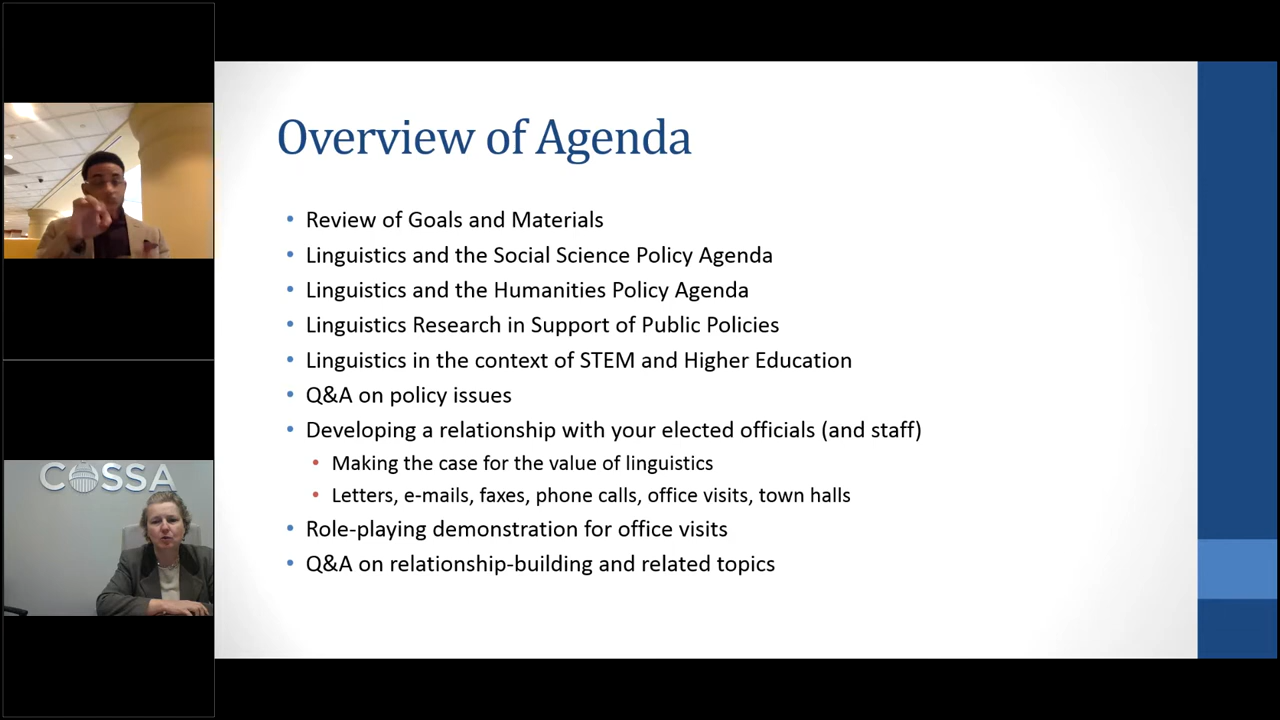 Overview of Agenda
Review of Goals and Materials
Linguistics and the Social Science Policy Agenda
Linguistics and the Humanities Policy Agenda
Linguistics Research in Support of Public Policies
Linguistics in the context of STEM and Higher Education
Q&A on policy issues
Developing a relationship with your elected officials (and staff)
Making the case for the value of linguistics
Letters, e-mails, faxes, phone calls, office visits, town halls
Role-playing demonstration for office visits
Q&A on relationship-building and related topics
COSSA